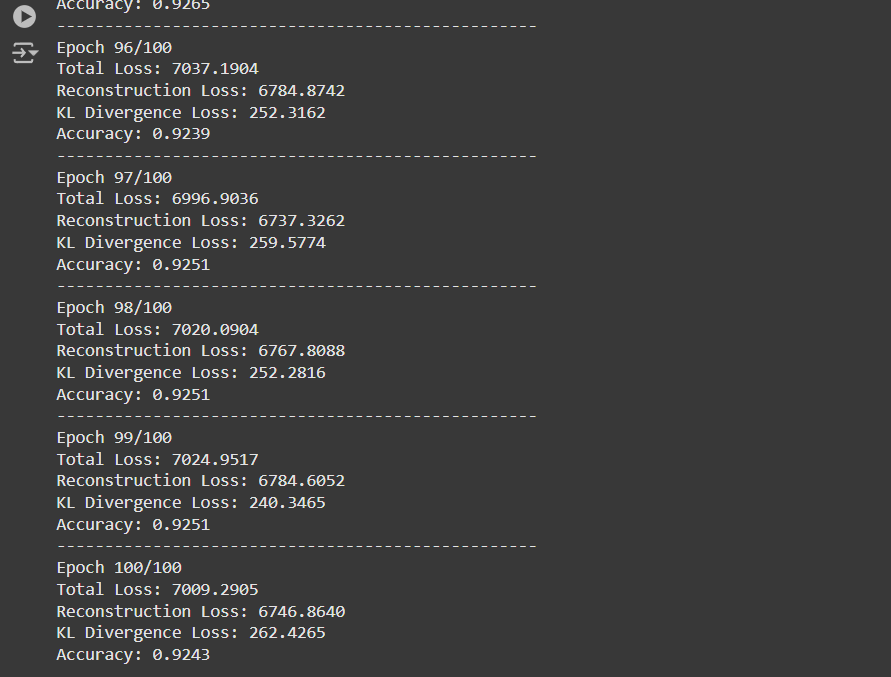 Accuracy: 0.9265
--------------------------------------------------
Epoch 96/100
Total Loss: 7037.1904
Reconstruction Loss: 6784.8742
KL Divergence Loss: 252.3162
Accuracy: 0.9239
--------------------------------------------------
Epoch 97/100
Total Loss: 6996.9036
Reconstruction Loss: 6737.3262
KL Divergence Loss: 259.5774
Accuracy: 0.9251
--------------------------------------------------
Epoch 98/100
Total Loss: 7020.0904
Reconstruction Loss: 6767.8088
KL Divergence Loss: 252.2816
Accuracy: 0.9251
--------------------------------------------------
Epoch 99/100
Total Loss: 7024.9517
Reconstruction Loss: 6784.6052
KL Divergence Loss: 240.3465
Accuracy: 0.9251
--------------------------------------------------
Epoch 100/100
Total Loss: 7009.2905
Reconstruction Loss: 6746.8640
KL Divergence Loss: 262.4265
Accuracy: 0.9243